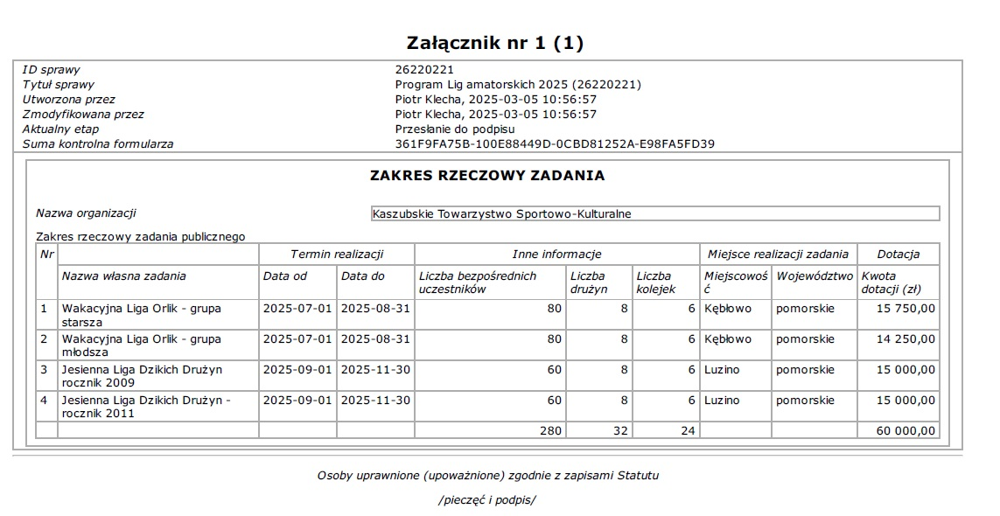 Załącznik nr 1 (1)
ID sprawy 26220221
Tytuł sprawy Program Lig amatorskich 2025 (26220221)
Utworzona przez Piotr Klecha, 2025-03-05 10:56:57
Zmodyfikowana przez Piotr Klecha, 2025-03-05 10:56:57
Aktualny etap Przesłanie do podpisu
Suma kontrolna formularza 361F9FA75B-100E88449D-0CBD81252A-E98FA5FD39
ZAKRES RZECZOWY ZADANIA
Nazwa organizacji Kaszubskie Towarzystwo Sportowo-Kulturalne
Zakres rzeczowy zadania publicznego
Nr Termin realizacji Inne informacje Miejsce realizacji zadania Dotacja
Nazwa własna zadania Data od Data do Liczba bezpośrednich Liczba Liczba Miejscowoś Województwo Kwota
uczestników drużyn kolejek ć dotacji (zł)
1 Wakacyjna Liga Orlik - grupa 2025-07-01 2025-08-31 80 8 6 Kębłowo pomorskie 15 750,00
starsza
2 Wakacyjna Liga Orlik - grupa 2025-07-01 2025-08-31 80 8 6 Kębłowo pomorskie 14 250,00
młodsza
3 Jesienna Liga Dzikich Drużyn 2025-09-01 2025-11-30 60 8 6 Luzino pomorskie 15 000,00
rocznik 2009
4 Jesienna Liga Dzikich Drużyn - 2025-09-01 2025-11-30 60 8 6 Luzino pomorskie 15 000,00
rocznik 2011
280 32 24 60 000,00
Osoby uprawnione (upoważnione) zgodnie z zapisami Statutu
/pieczęć i podpis/